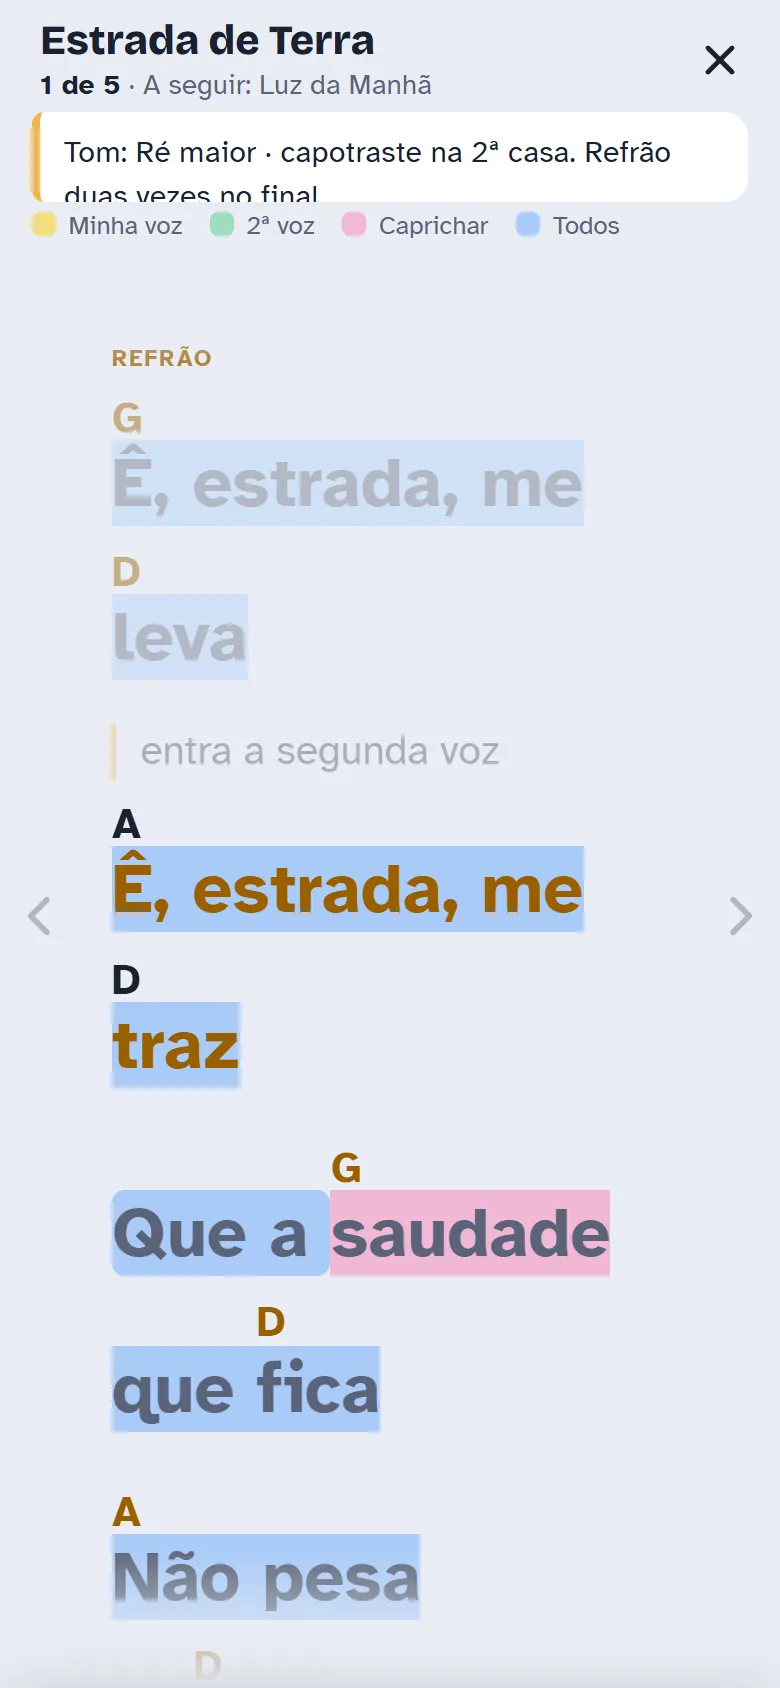 Estrada de Terra
1 de 5 · A seguir: Luz da Manhã
Tom: Ré maior · capotraste na 2ª casa. Refrão
duas vezes no final
Minha voz 2ª voz Caprichar Todos
REFRÃO
G
Ê, estrada, me
D
leva
entra a segunda voz
A
Ê, estrada, me
D
traz
G
Que a saudade
D
que fica
A
Não pesa
D